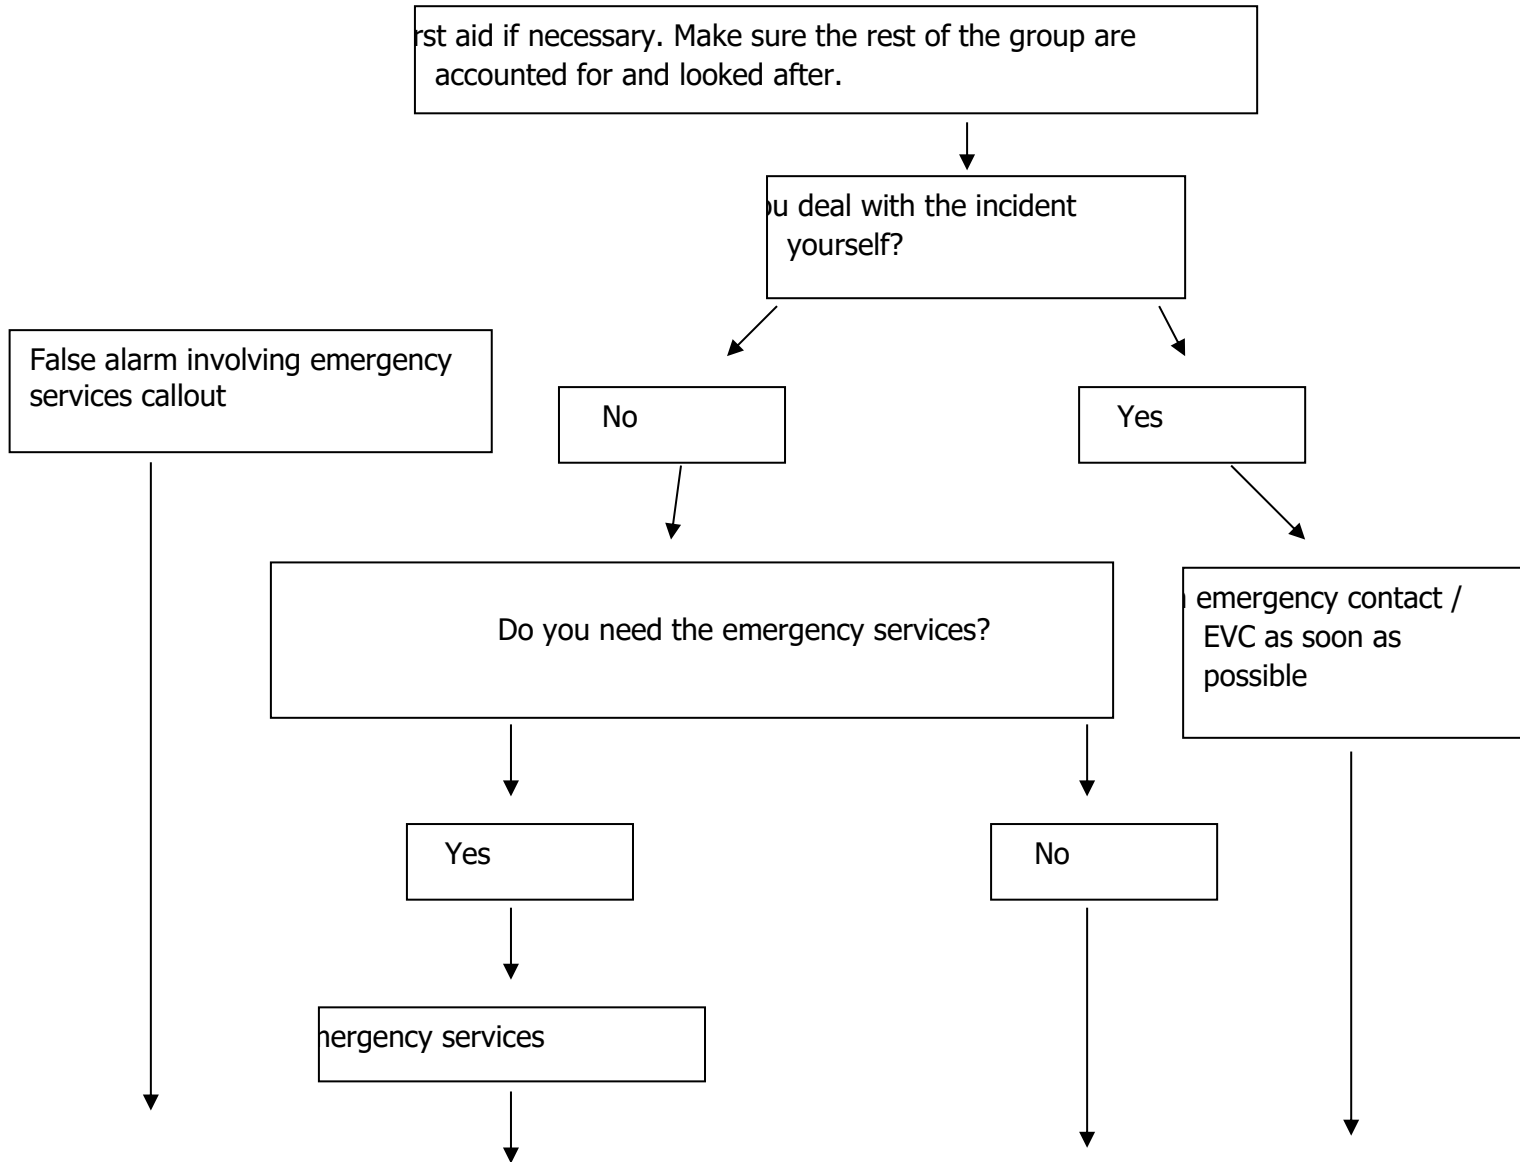 aid if necessary. Make sure the rest of the group are
accounted for and looked after.
deal with the incident
yourself?
False alarm involving emergency
services callout
No
Yes
Do you need the emergency services?
emergency contact /
EVC as soon as
possible
Yes
No
services